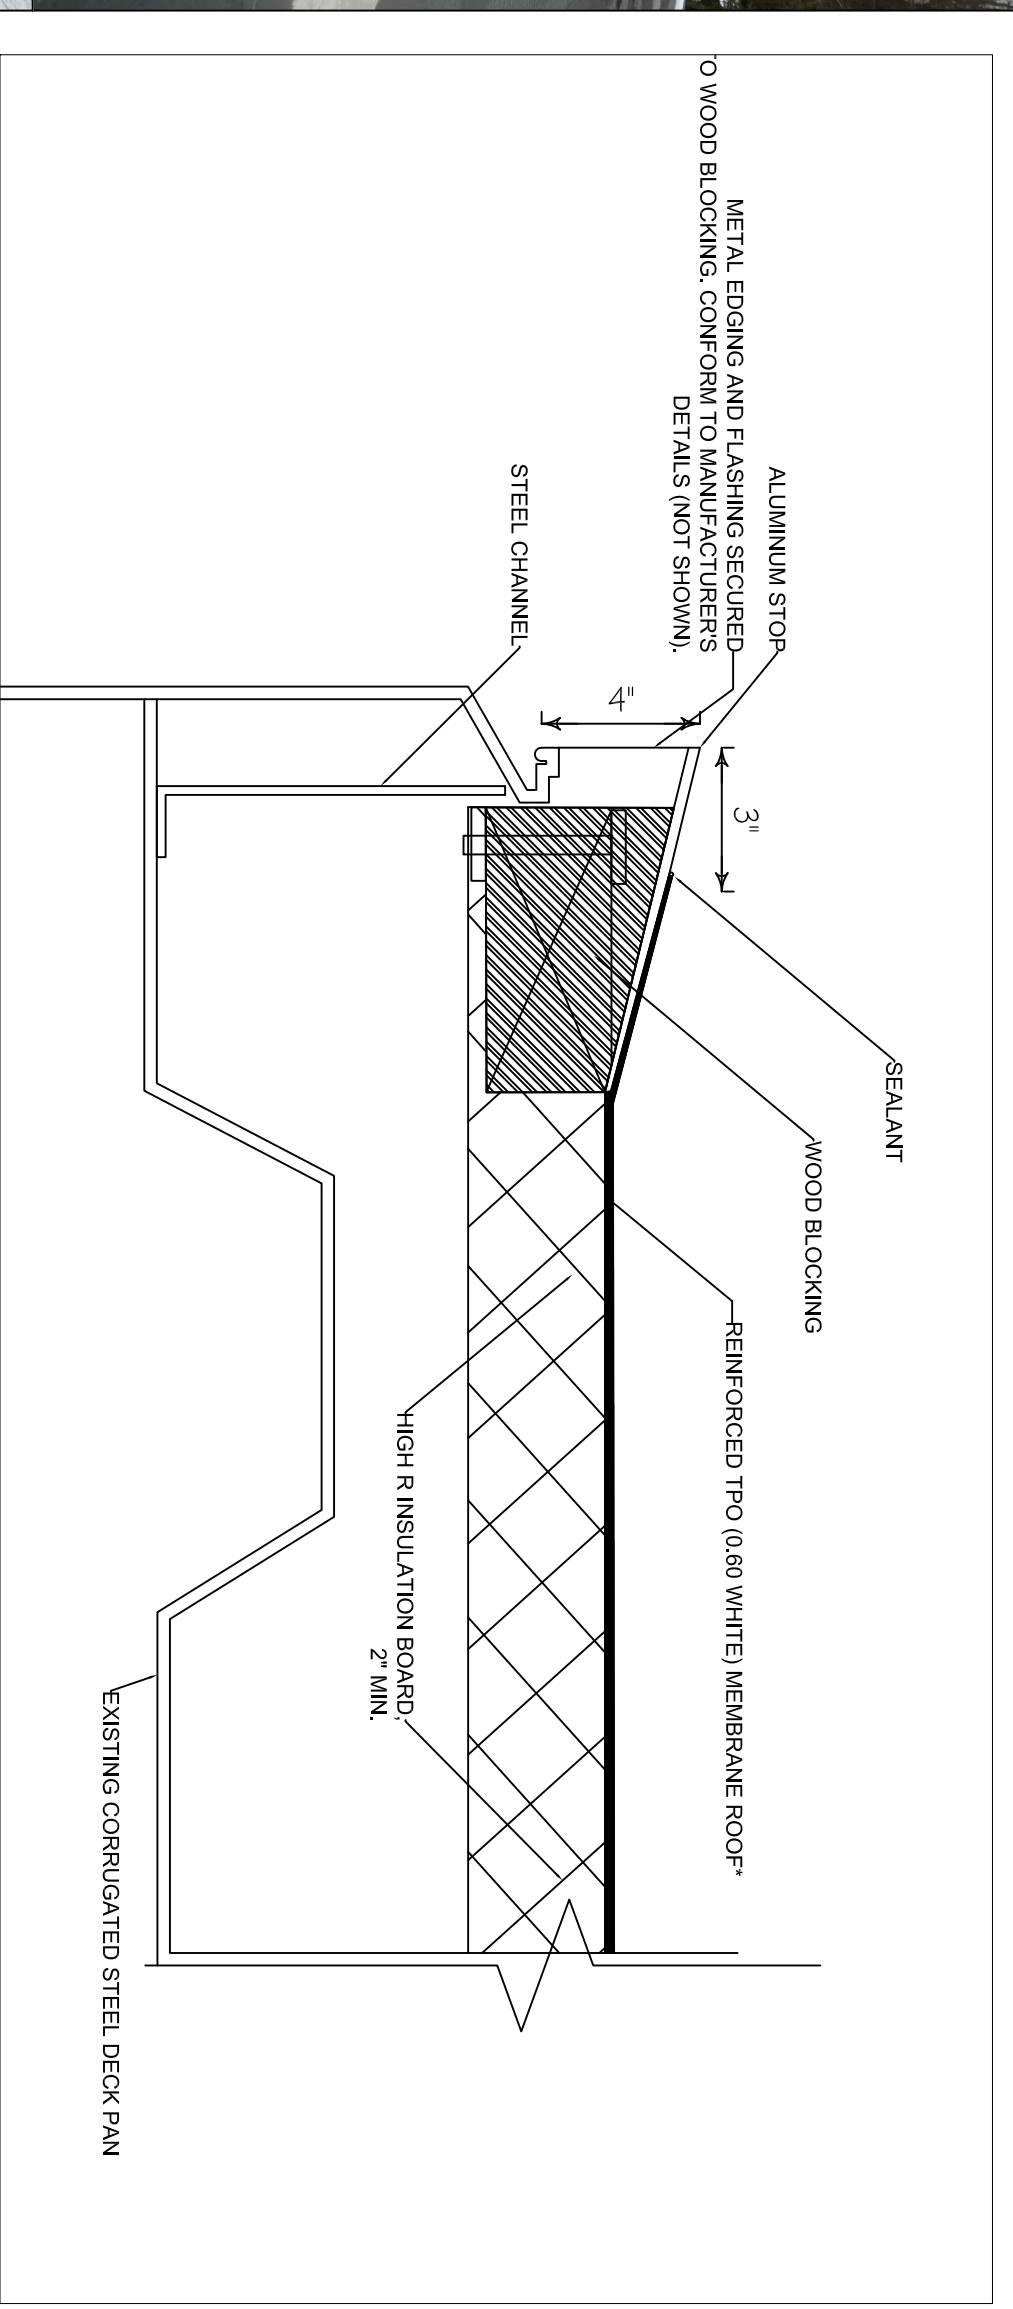 SEALANT
WOOD BLOCKING
ALUMINUM STOP
3"
METAL EDGING AND FLASHING SECURED
O WOOD BLOCKING. CONFORM TO MANUFACTURER'S
DETAILS (NOT SHOWN).
REINFORCED TPO (0.60 WHITE) MEMBRANE ROOF*
4"
STEEL CHANNEL
HIGH R INSULATION BOARD,
2" MIN.
EXISTING CORRUGATED STEEL DECK PAN